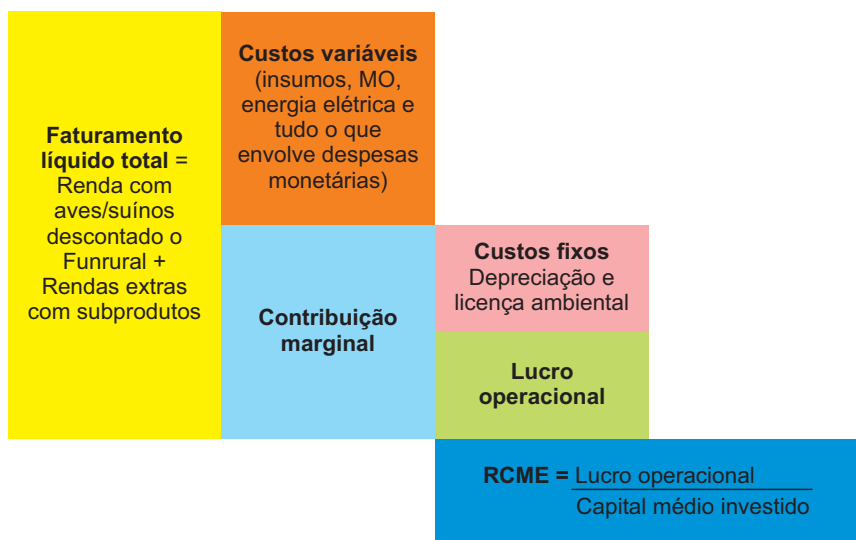 Faturamento
líquido total =
Renda com
aves/suínos
descontado o
Funrural +
Rendas extras
com subprodutos
Custos variáveis
(insumos, MO,
energia elétrica e
tudo o que
envolve despesas
monetárias)
Contribuição
marginal
Custos fixos
Depreciação e
licença ambiental
Lucro
operacional
RCME = Lucro operacional
Capital médio investido